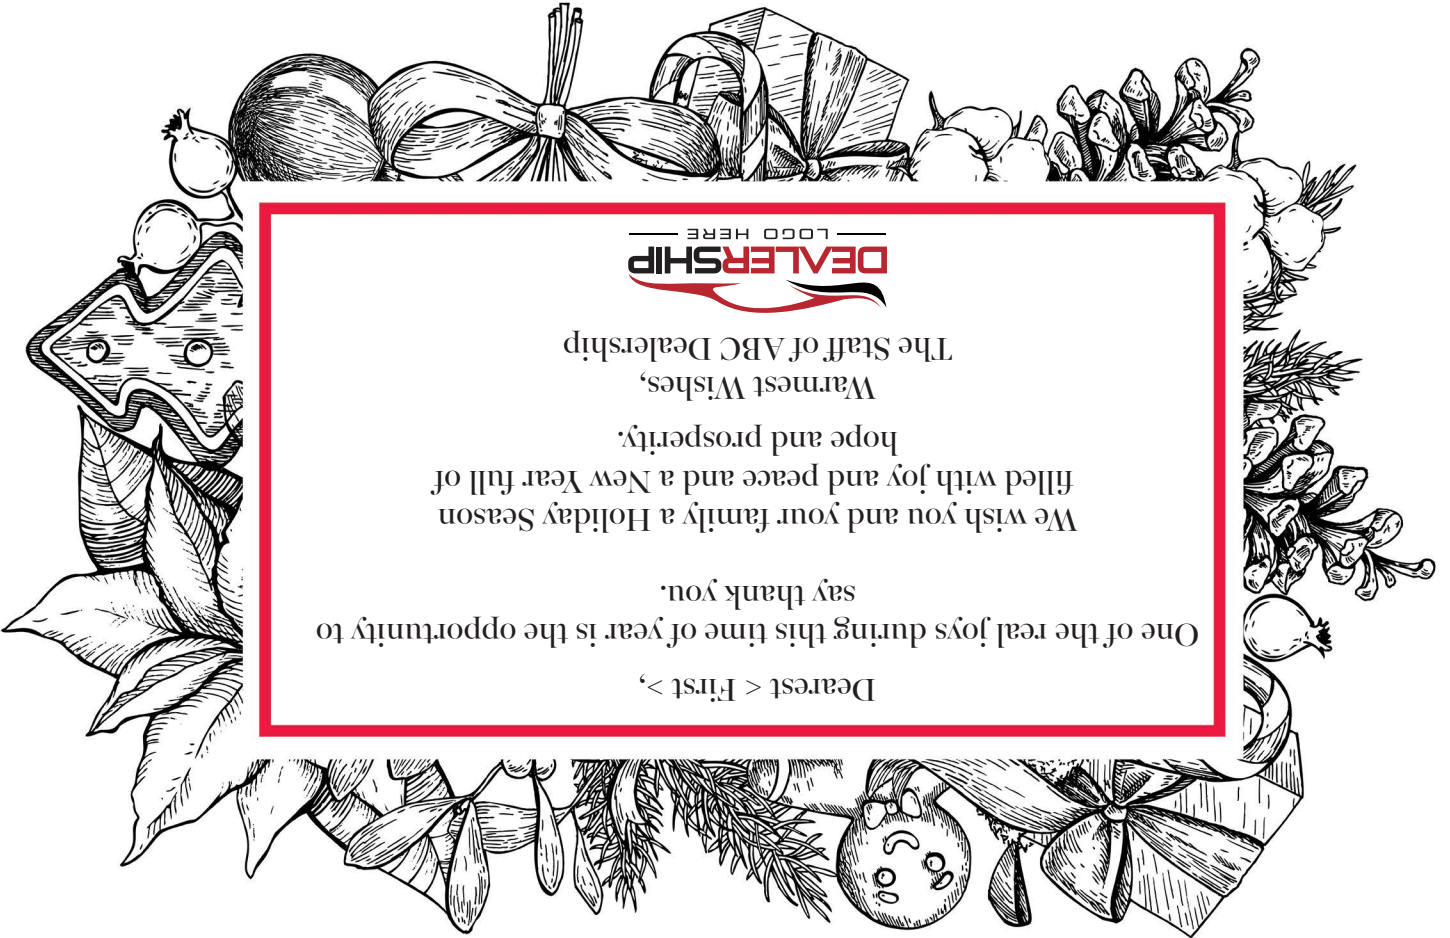 Dearest < First >,
One of the real joys during this time of year is the opportunity to
say thank you.
We wish you and your family a Holiday Season
filled with joy and peace and a New Year full of
hope and prosperity.
Warmest Wishes,
The Staff of ABC Dealership
DEALERSHIP
LOGO HERE